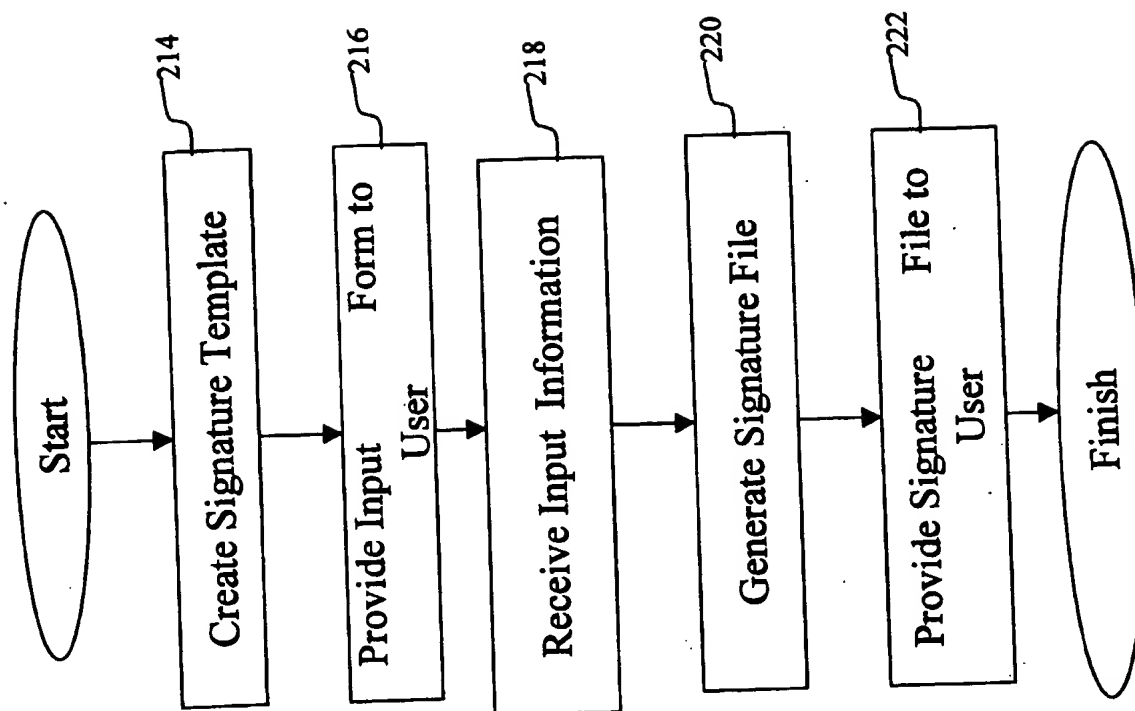 Start
214
Create Signature Template
216
Provide Input Form to
User
218
Receive Input Information
220
Generate Signature File
222
Provide Signature File to
User
Finish